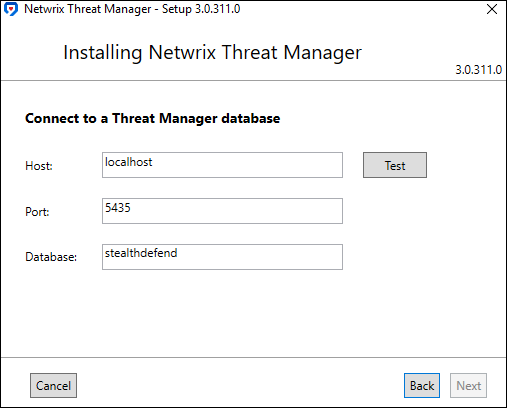 Netwrix Threat Manager - Setup 3.0.311.0
Installing Netwrix Threat Manager
3.0.311.0
Connect to a Threat Manager database
Host: localhost Test
Port: 5435
Database: stealthdefend
Cancel Back Next